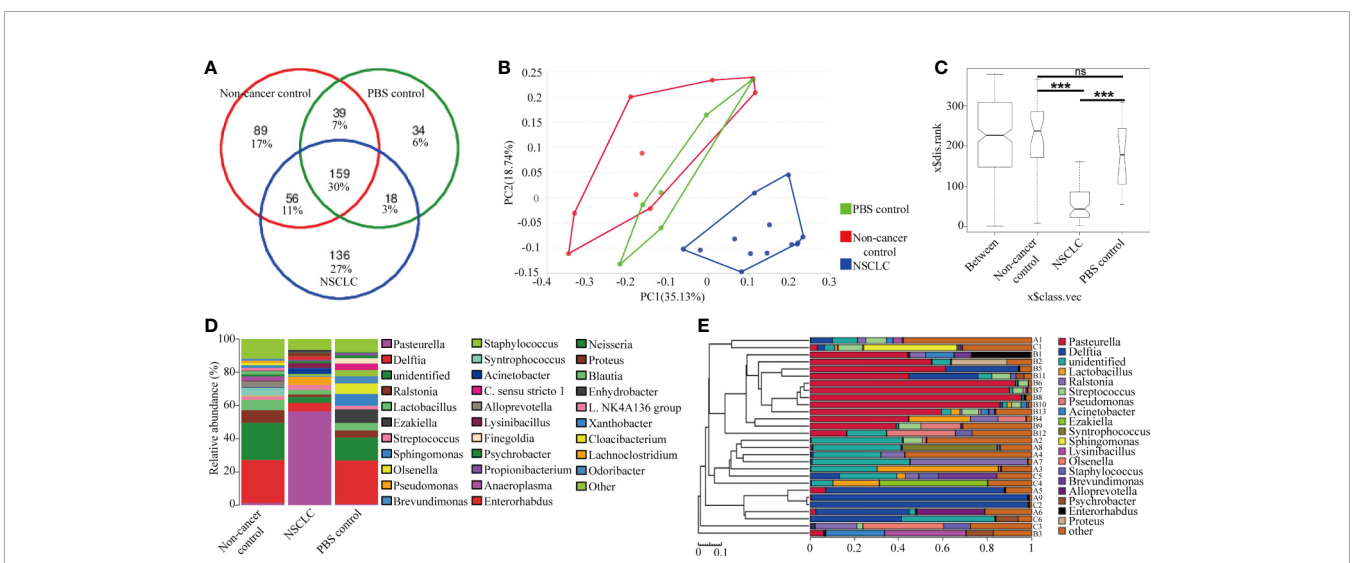 A
Non-cancer control
PBS control
39
7%
89
17%
34
6%
159
30%
56
11%
18
3%
136
27%
NSCLC
B
0.25
0.2
0.15
0.1
0.05
0
-0.05
-0.1
-0.15
PC2(18.74%)
-0.4
-0.3
-0.2
-0.1
0
0.1
0.2
0.3
PC1(35.13%)
PBS control
Non-cancer
control
NSCLC
C
ns
***
***
300
200
100
0
x$dis.rank
Between
Non-cancer
control
NSCLC
PBS control
x$class.vec
D
100
80
60
40
20
0
Relative abundance (%)
Non-cancer
control
NSCLC
PBS control
Pasteurella
Delftia
unidentified
Ralstonia
Lactobacillus
Ezakiella
Streptococcus
Sphingomonas
Olsenella
Pseudomonas
Brevundimonas
Staphylococcus
Syntrophococcus
Acinetobacter
C. sensu stricto 1
Alloprevotella
Lysinibacillus
Finegoldia
Psychrobacter
Propionibacterium
Anaeroplasma
Enterorhabdus
Neisseria
Proteus
Blautia
Enhydrobacter
L. NK4A136 group
Xanthobacter
Cloacibacterium
Lachnoclostridium
Odoribacter
Other
E
A1
C1
B1
B2
B5
B11
B6
B7
B8
B10
B13
B4
B9
B12
A2
A8
A4
A7
A3
C5
C4
A5
A9
C2
A6
C6
C3
B3
0 0.1
0
0.2
0.4
0.6
0.8
1
Pasteurella
Delftia
unidentified
Lactobacillus
Ralstonia
Streptococcus
Pseudomonas
Acinetobacter
Ezakiella
Syntrophococcus
Sphingomonas
Lysinibacillus
Olsenella
Staphylococcus
Brevundimonas
Alloprevotella
Psychrobacter
Enterorhabdus
Proteus
other